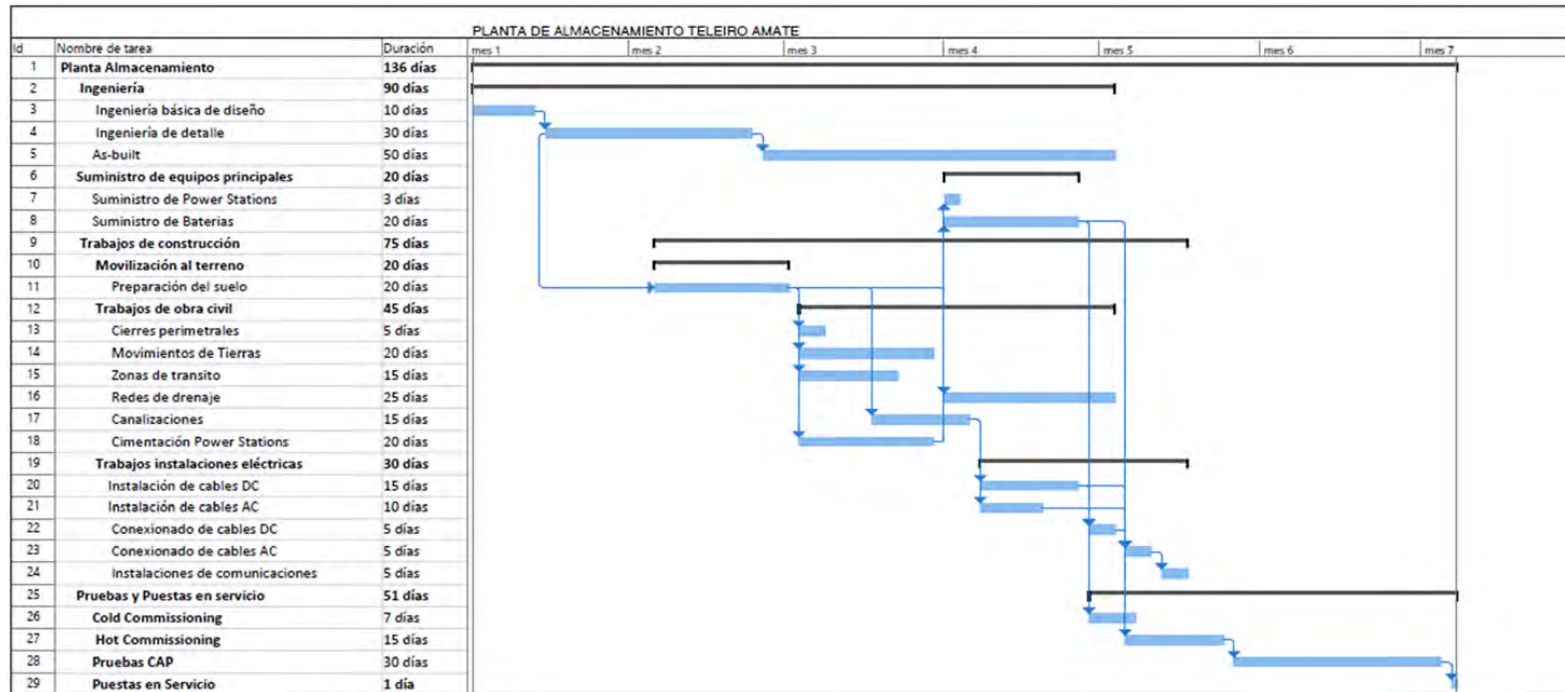 PLANTA DE ALMACENAMIENTO TELEIRO AMATE
Id Nombre de tarea Duración mes 1 mes 2 mes 3 mes 4 mes 5 mes 6 mes 7
1 Planta Almacenamiento 136 días
2 Ingeniería 90 días
3 Ingeniería básica de diseño 10 días
4 Ingeniería de detalle 30 días
5 As-built 50 días
6 Suministro de equipos principales 20 días
7 Suministro de Power Stations 3 días
8 Suministro de Baterias 20 días
9 Trabajos de construcción 75 días
10 Movilización al terreno 20 días
11 Preparación del suelo 20 días
12 Trabajos de obra civil 45 días
13 Cierres perimetrales 5 días
14 Movimientos de Tierras 20 días
15 Zonas de transito 15 días
16 Redes de drenaje 25 días
17 Canalizaciones 15 días
18 Cimentación Power Stations 20 días
19 Trabajos instalaciones eléctricas 30 días
20 Instalación de cables DC 15 días
21 Instalación de cables AC 10 días
22 Conexionado de cables DC 5 días
23 Conexionado de cables AC 5 días
24 Instalaciones de comunicaciones 5 días
25 Pruebas y Puestas en servicio 51 días
26 Cold Commissioning 7 días
27 Hot Commissioning 15 días
28 Pruebas CAP 30 días
29 Puestas en Servicio 1 día